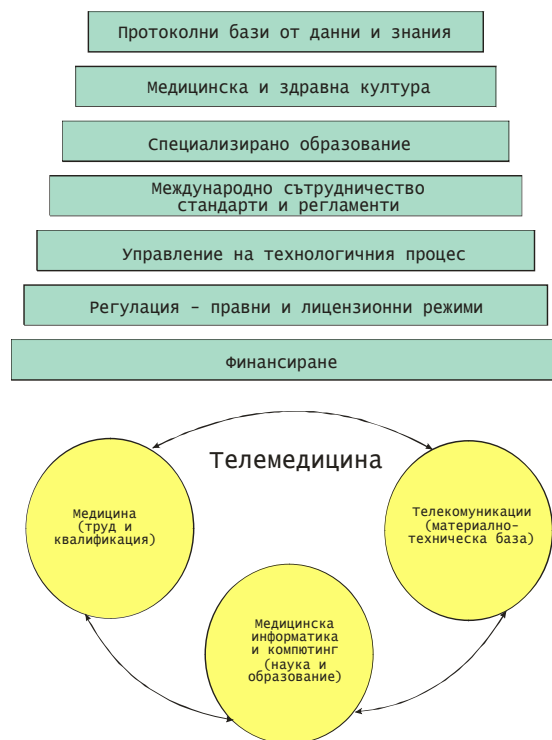 Протоколни бази от данни и знания
Медицинска и здравна култура
Специализирано образование
Международно сътрудничество
стандарти и регламенти
Управление на технологичния процес
Регулация - правни и лицензионни режими
Финансиране
Телемедицина
Медицина
(труд и
квалификация)
Телекомуникации
(материално-
техническа база)
Медицинска
информатика
и компютинг
(наука и
образование)